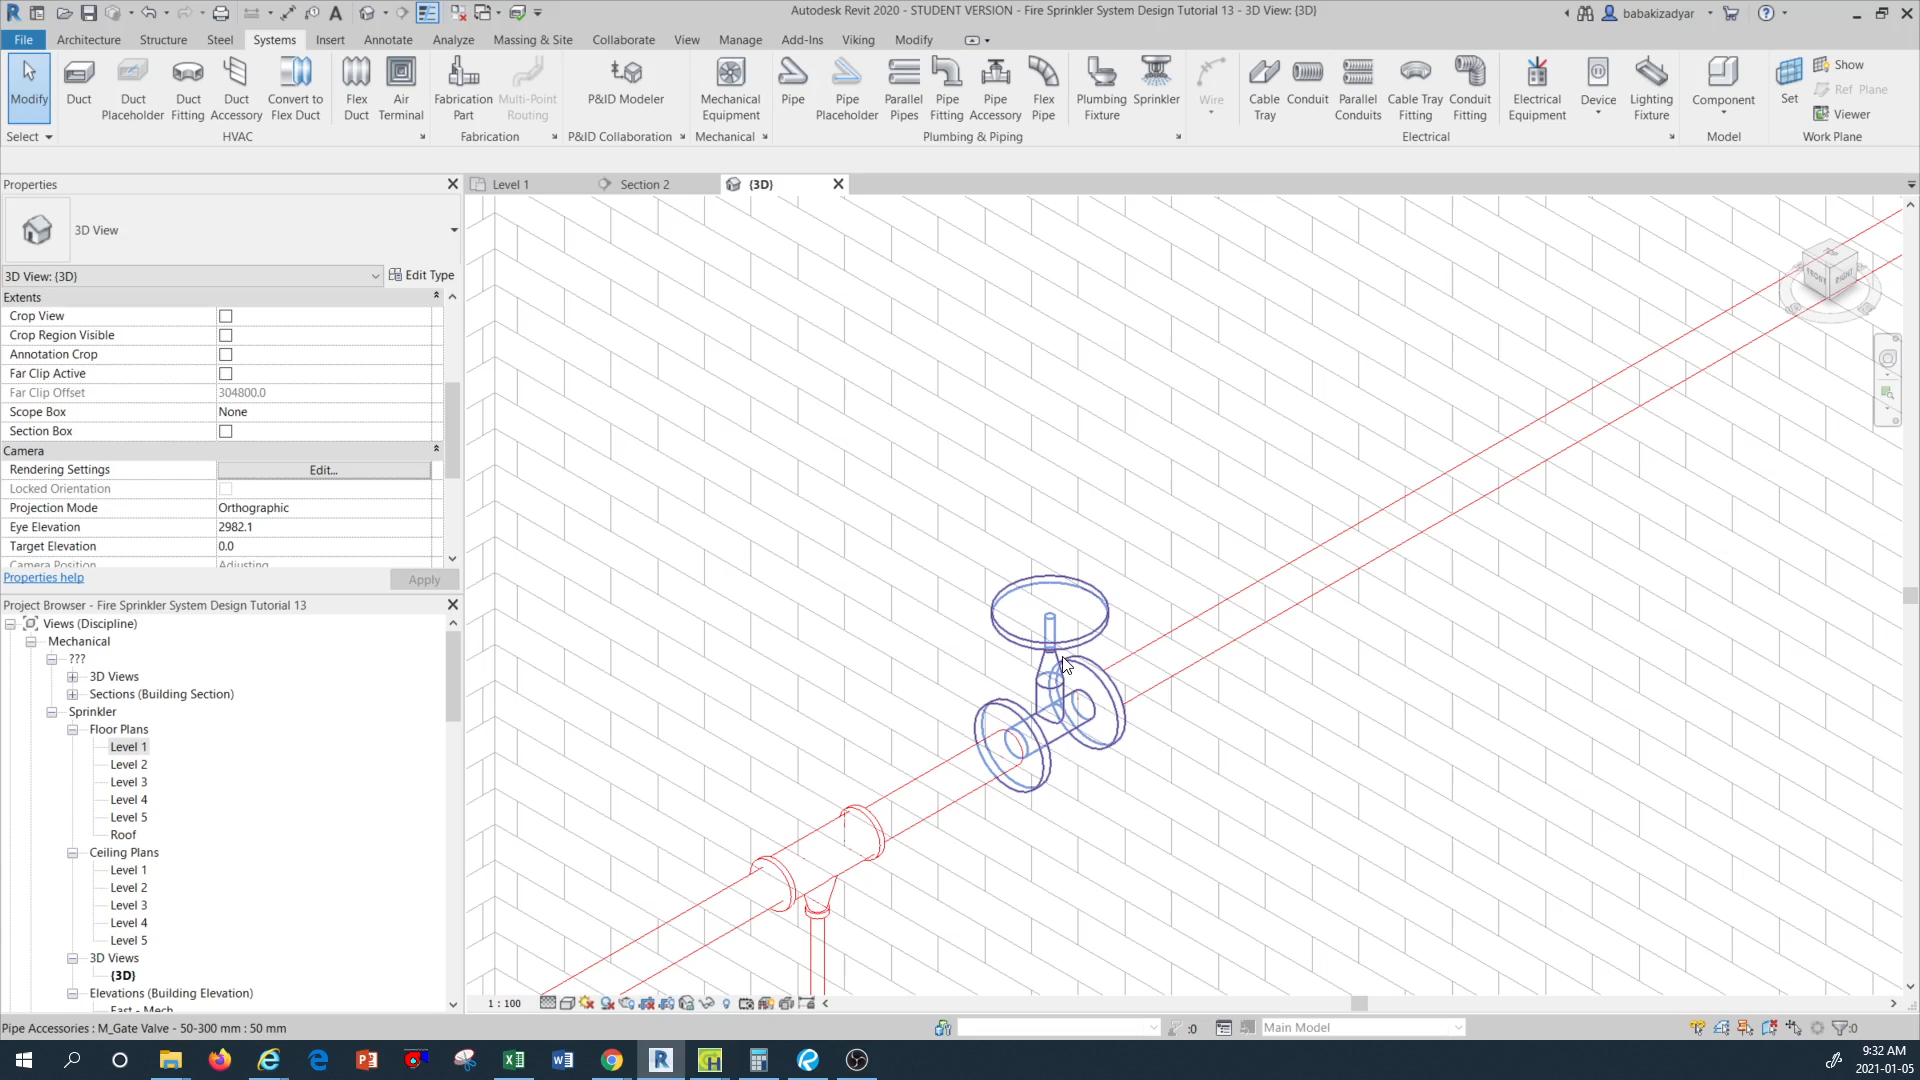 Autodesk Revit 2020 - STUDENT VERSION - Fire Sprinkler System Design Tutorial 13 - 3D View: {3D}
babakizadyar
File Architecture Structure Steel Systems Insert Annotate Analyze Massing & Site Collaborate View Manage Add-Ins Viking Modify
Modify
Duct
Duct Placeholder
Duct Fitting
Duct Accessory
Convert to Flex Duct
Flex Duct
Air Terminal
Fabrication Part
Multi-Point Routing
P&ID Modeler
Mechanical Equipment
Pipe
Pipe Placeholder
Parallel Pipes
Pipe Fitting
Pipe Accessory
Flex Pipe
Plumbing Fixture
Sprinkler
Wire
Cable Tray
Conduit
Parallel Conduits
Cable Tray Fitting
Conduit Fitting
Electrical Equipment
Device
Lighting Fixture
Component
Set
Show
Ref Plane
Viewer
Select HVAC Fabrication P&ID Collaboration Mechanical Plumbing & Piping Electrical Model Work Plane
Properties
Level 1 Section 2 {3D}
3D View
3D View: {3D} Edit Type
Extents
Crop View
Crop Region Visible
Annotation Crop
Far Clip Active
Far Clip Offset 304800.0
Scope Box None
Section Box
Camera
Rendering Settings Edit...
Locked Orientation
Projection Mode Orthographic
Eye Elevation 2982.1
Target Elevation 0.0
Camera Position Adjusting
Properties help Apply
Project Browser - Fire Sprinkler System Design Tutorial 13
Views (Discipline)
Mechanical
???
3D Views
Sections (Building Section)
Sprinkler
Floor Plans
Level 1
Level 2
Level 3
Level 4
Level 5
Roof
Ceiling Plans
Level 1
Level 2
Level 3
Level 4
Level 5
3D Views
{3D}
Elevations (Building Elevation)
East - Mech
TOP
FRONT RIGHT
1 : 100
Pipe Accessories : M_Gate Valve - 50-300 mm : 50 mm
:0
Main Model
:0
9:32 AM
2021-01-05